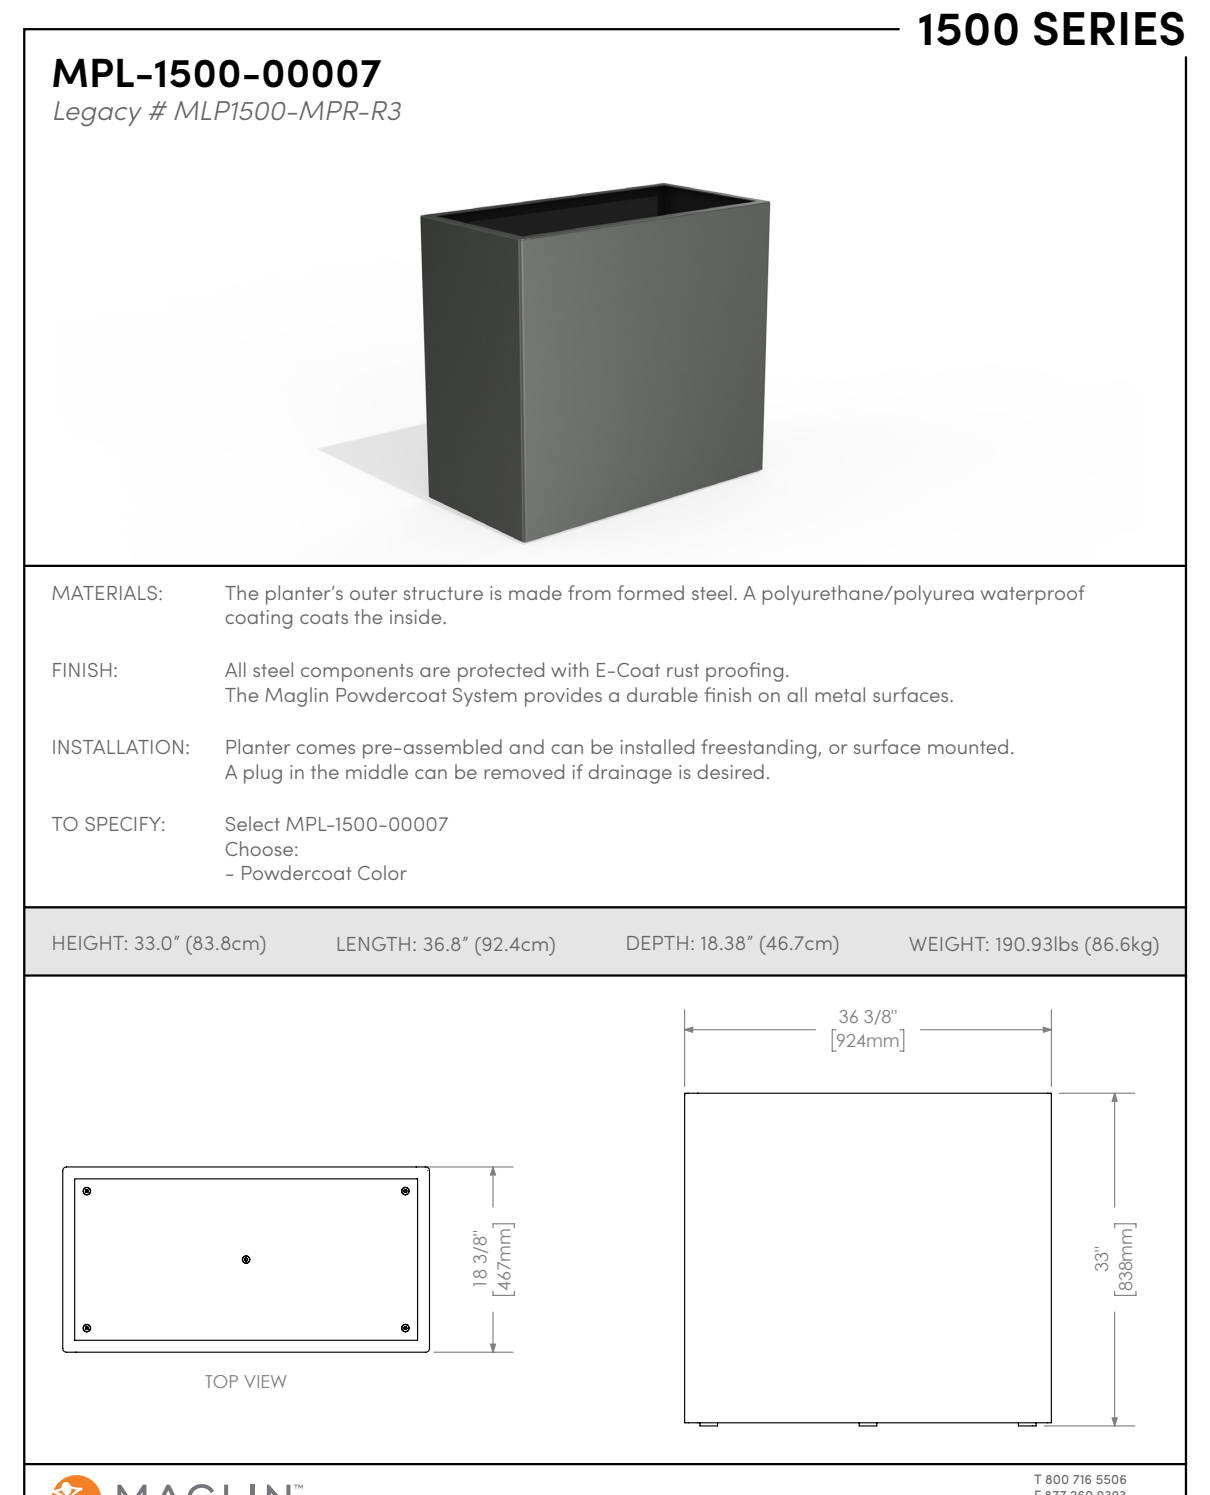 1500 SERIES
MPL-1500-00007
Legacy # MLP1500-MPR-R3
MATERIALS: The planter’s outer structure is made from formed steel. A polyurethane/polyurea waterproof
coating coats the inside.
FINISH: All steel components are protected with E-Coat rust proofing.
The Maglin Powdercoat System provides a durable finish on all metal surfaces.
INSTALLATION: Planter comes pre-assembled and can be installed freestanding, or surface mounted.
A plug in the middle can be removed if drainage is desired.
TO SPECIFY: Select MPL-1500-00007
Choose:
- Powdercoat Color
HEIGHT: 33.0” (83.8cm) LENGTH: 36.8” (92.4cm) DEPTH: 18.38” (46.7cm) WEIGHT: 190.93lbs (86.6kg)
36 3/8"
[924mm]
18 3/8"
[467mm]
33"
[838mm]
TOP VIEW
MAGLIN™
T 800 716 5506